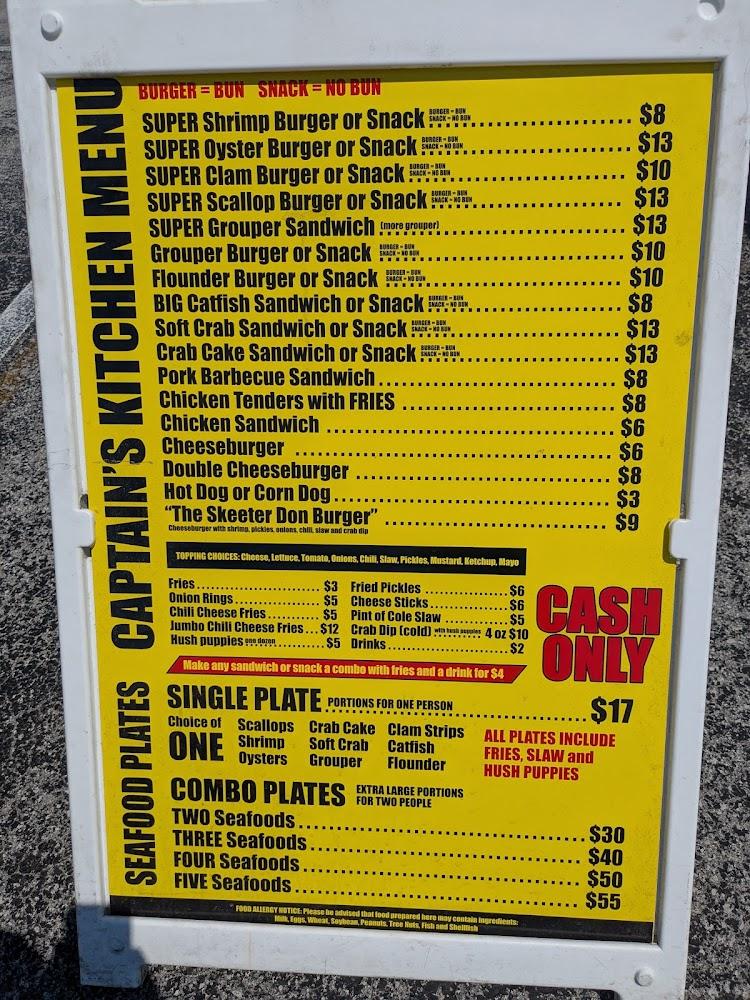 CAPTAIN'S KITCHEN MENU
BURGER = BUN SNACK = NO BUN
SUPER Shrimp Burger or Snack BURGER = BUN SNACK = NO BUN $8
SUPER Oyster Burger or Snack BURGER = BUN SNACK = NO BUN $13
SUPER Clam Burger or Snack BURGER = BUN SNACK = NO BUN $10
SUPER Scallop Burger or Snack BURGER = BUN SNACK = NO BUN $13
SUPER Grouper Sandwich (more grouper) $13
Grouper Burger or Snack BURGER = BUN SNACK = NO BUN $10
Flounder Burger or Snack BURGER = BUN SNACK = NO BUN $10
BIG Catfish Sandwich or Snack BURGER = BUN SNACK = NO BUN $8
Soft Crab Sandwich or Snack BURGER = BUN SNACK = NO BUN $13
Crab Cake Sandwich or Snack BURGER = BUN SNACK = NO BUN $13
Pork Barbecue Sandwich $8
Chicken Tenders with FRIES $8
Chicken Sandwich $6
Cheeseburger $6
Double Cheeseburger $8
Hot Dog or Corn Dog $3
"The Skeeter Don Burger" $9
Cheeseburger with shrimp, pickles, onions, chili, slaw and crab dip
TOPPING CHOICES: Cheese, Lettuce, Tomato, Onions, Chili, Slaw, Pickles, Mustard, Ketchup, Mayo
Fries $3
Onion Rings $5
Chili Cheese Fries $5
Jumbo Chili Cheese Fries $12
Hush puppies one dozen $5
Fried Pickles $6
Cheese Sticks $6
Pint of Cole Slaw $5
Crab Dip (cold) with hush puppies 4 oz $10
Drinks $2
CASH
ONLY
Make any sandwich or snack a combo with fries and a drink for $4
SEAFOOD PLATES
SINGLE PLATE PORTIONS FOR ONE PERSON $17
Choice of
ONE
Scallops Crab Cake Clam Strips
Shrimp Soft Crab Catfish
Oysters Grouper Flounder
ALL PLATES INCLUDE
FRIES, SLAW and
HUSH PUPPIES
COMBO PLATES EXTRA LARGE PORTIONS
FOR TWO PEOPLE
TWO Seafoods $30
THREE Seafoods $40
FOUR Seafoods $50
FIVE Seafoods $55
FOOD ALLERGY NOTICE: Please be advised that food prepared here may contain ingredients:
Milk, Eggs, Wheat, Soybean, Peanuts, Tree Nuts, Fish and Shellfish